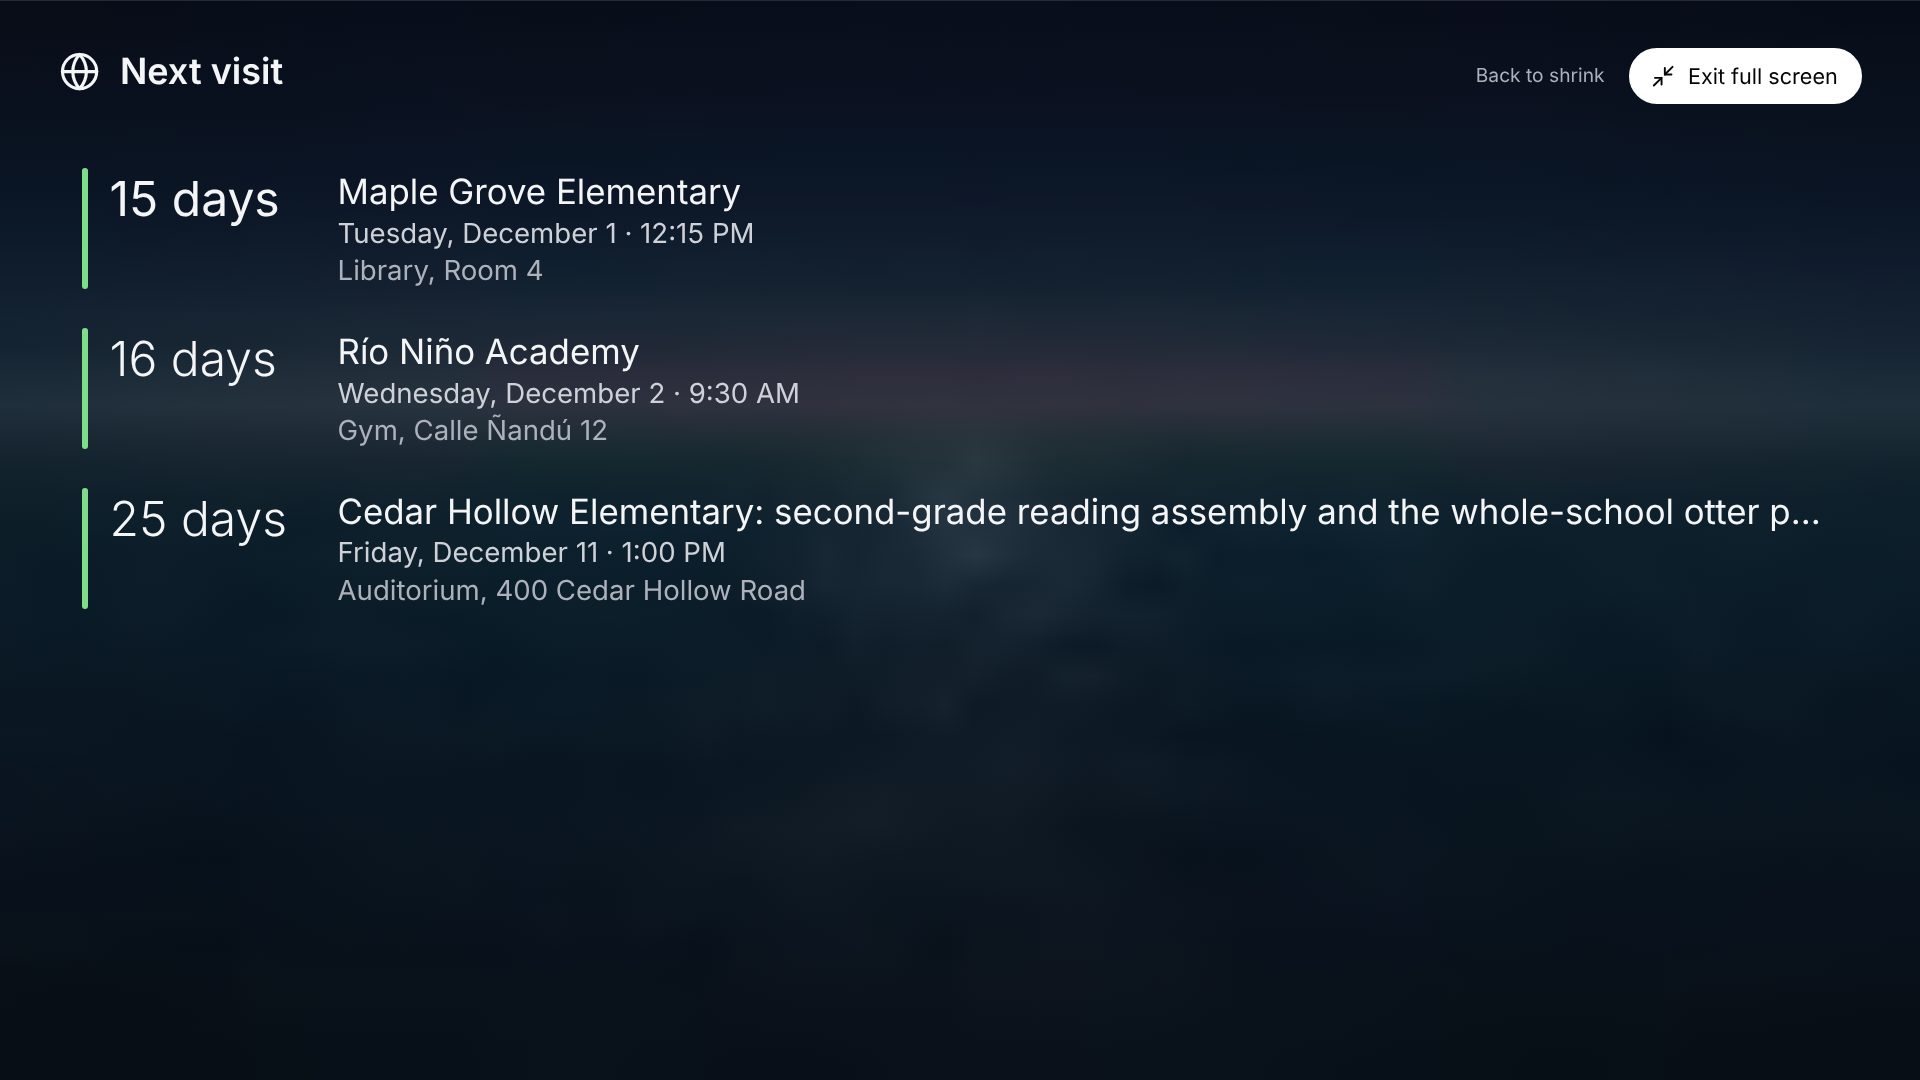 Next visit
Back to shrink
Exit full screen
15 days
Maple Grove Elementary
Tuesday, December 1 · 12:15 PM
Library, Room 4
16 days
Río Niño Academy
Wednesday, December 2 · 9:30 AM
Gym, Calle Ñandú 12
25 days
Cedar Hollow Elementary: second-grade reading assembly and the whole-school otter p…
Friday, December 11 · 1:00 PM
Auditorium, 400 Cedar Hollow Road